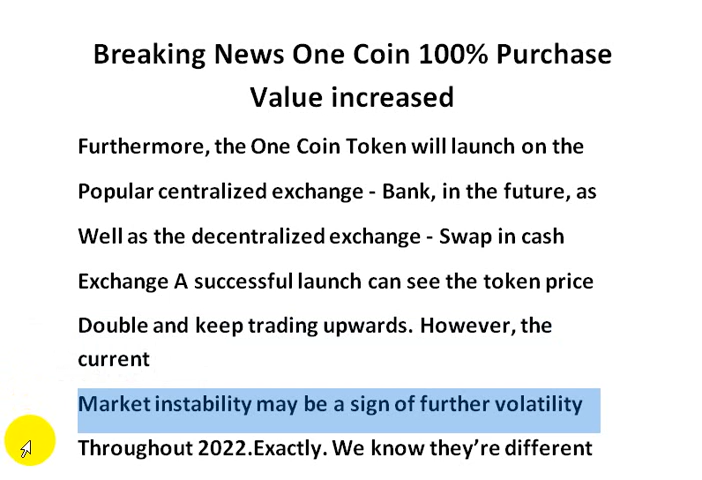 Breaking News One Coin 100% Purchase
Value increased
Furthermore, the One Coin Token will launch on the
Popular centralized exchange - Bank, in the future, as
Well as the decentralized exchange - Swap in cash
Exchange A successful launch can see the token price
Double and keep trading upwards. However, the
current
Market instability may be a sign of further volatility
Throughout 2022.Exactly. We know they’re different